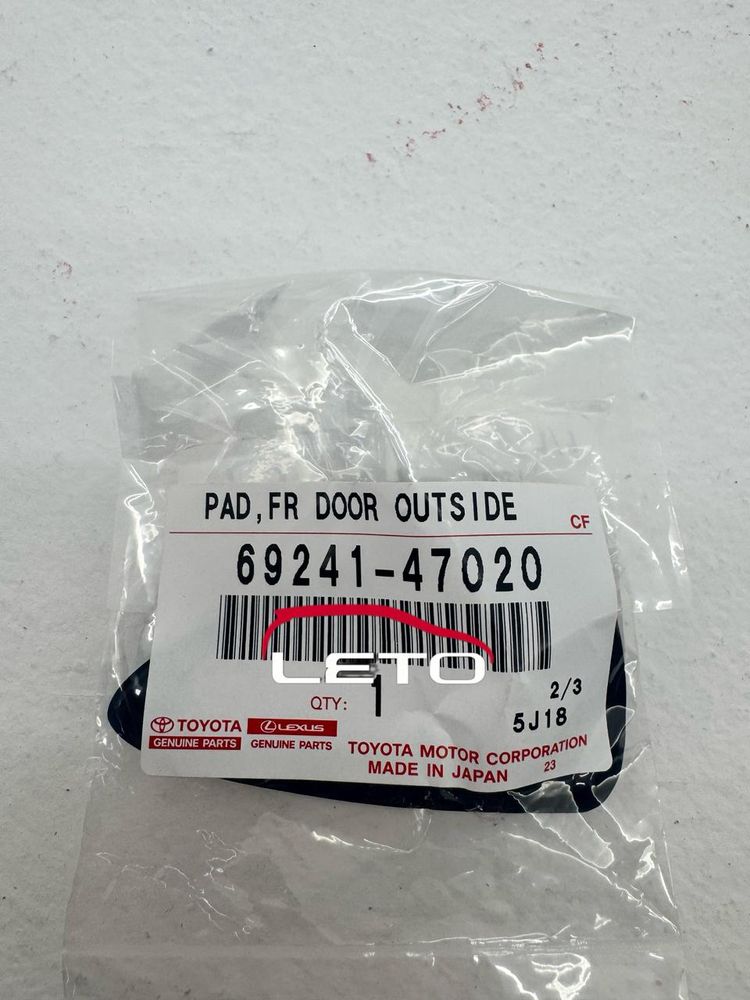 PAD,FR DOOR OUTSIDE
CF
69241-47020
LETO
QTY: 1
2/3
5J18
TOYOTA LEXUS
GENUINE PARTS GENUINE PARTS
TOYOTA MOTOR CORPORATION
MADE IN JAPAN 23